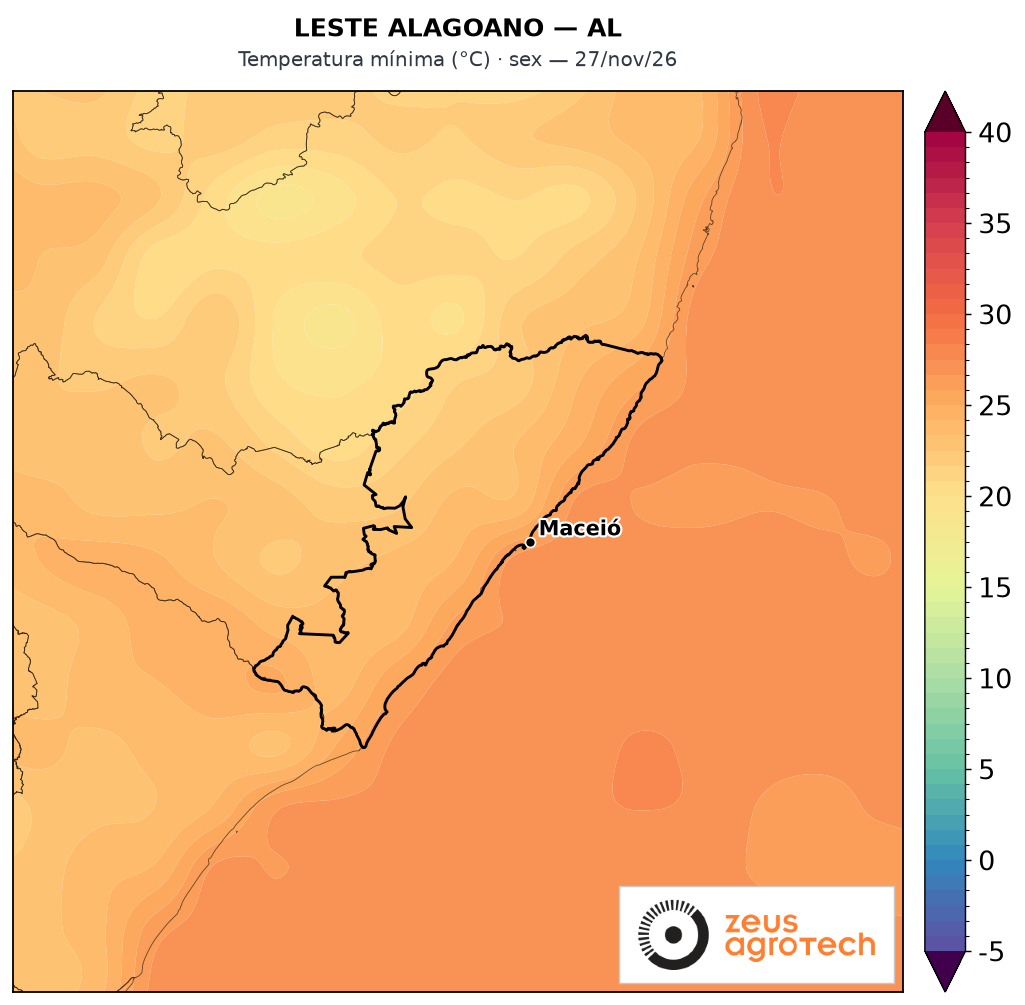 LESTE ALAGOANO — AL
Temperatura mínima (°C) · sex — 27/nov/26
40
35
30
25
20
15
10
5
0
-5
Maceió
zeus
agrotech